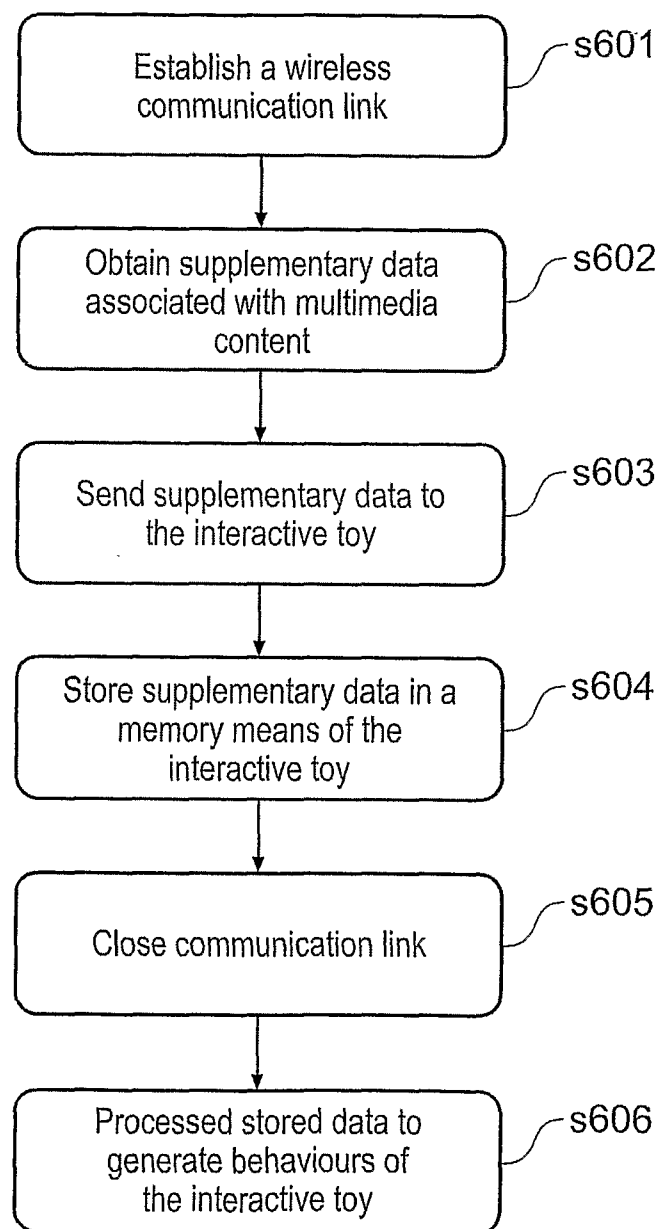 Establish a wireless
communication link
s601
Obtain supplementary data
associated with multimedia
content
s602
Send supplementary data to
the interactive toy
s603
Store supplementary data in a
memory means of the
interactive toy
s604
Close communication link
s605
Processed stored data to
generate behaviours of
the interactive toy
s606